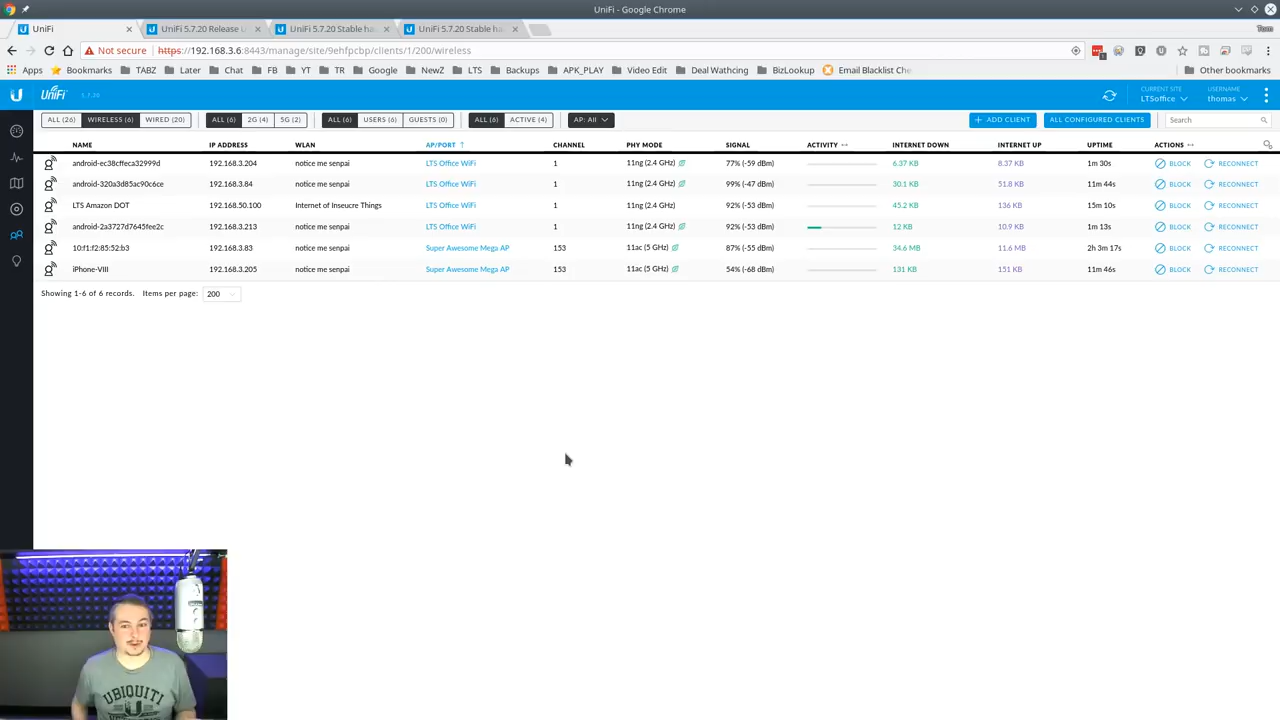 UniFi - Google Chrome
UniFi
UniFi 5.7.20 Release
UniFi 5.7.20 Stable ha
UniFi 5.7.20 Stable ha
Tom
Not secure
https://192.168.3.6:8443/manage/site/9ehfpcbp/clients/1/200/wireless
Apps Bookmarks TABZ Later Chat FB YT TR Google NewZ LTS Backups APK_PLAY Video Edit Deal Wathcing BizLookup Email Blacklist Che Other bookmarks
UniFi 5.7.20
CURRENT SITE
LTSoffice
USERNAME
thomas
ALL (26) WIRELESS (6) WIRED (20) ALL (6) 2G (4) 5G (2) ALL (6) USERS (6) GUESTS (0) ALL (6) ACTIVE (4) AP: All + ADD CLIENT ALL CONFIGURED CLIENTS Search
NAME IP ADDRESS WLAN AP/PORT CHANNEL PHY MODE SIGNAL ACTIVITY INTERNET DOWN INTERNET UP UPTIME ACTIONS
android-ec38cffeca32999d 192.168.3.204 notice me senpai LTS Office WiFi 1 11ng (2.4 GHz) 77% (-59 dBm) 6.37 KB 8.37 KB 1m 30s BLOCK RECONNECT
android-320a3d85ac90c6ce 192.168.3.84 notice me senpai LTS Office WiFi 1 11ng (2.4 GHz) 99% (-47 dBm) 30.1 KB 51.8 KB 11m 44s BLOCK RECONNECT
LTS Amazon DOT 192.168.50.100 Internet of Inseucre Things LTS Office WiFi 1 11ng (2.4 GHz) 92% (-53 dBm) 45.2 KB 136 KB 15m 10s BLOCK RECONNECT
android-2a3727d7645fee2c 192.168.3.213 notice me senpai LTS Office WiFi 1 11ng (2.4 GHz) 92% (-53 dBm) 12 KB 10.9 KB 1m 13s BLOCK RECONNECT
10:f1:f2:85:52:b3 192.168.3.83 notice me senpai Super Awesome Mega AP 153 11ac (5 GHz) 87% (-55 dBm) 34.6 MB 11.6 MB 2h 3m 17s BLOCK RECONNECT
iPhone-VIII 192.168.3.205 notice me senpai Super Awesome Mega AP 153 11ac (5 GHz) 54% (-68 dBm) 131 KB 151 KB 11m 46s BLOCK RECONNECT
Showing 1-6 of 6 records. Items per page: 200
UBIQUITI